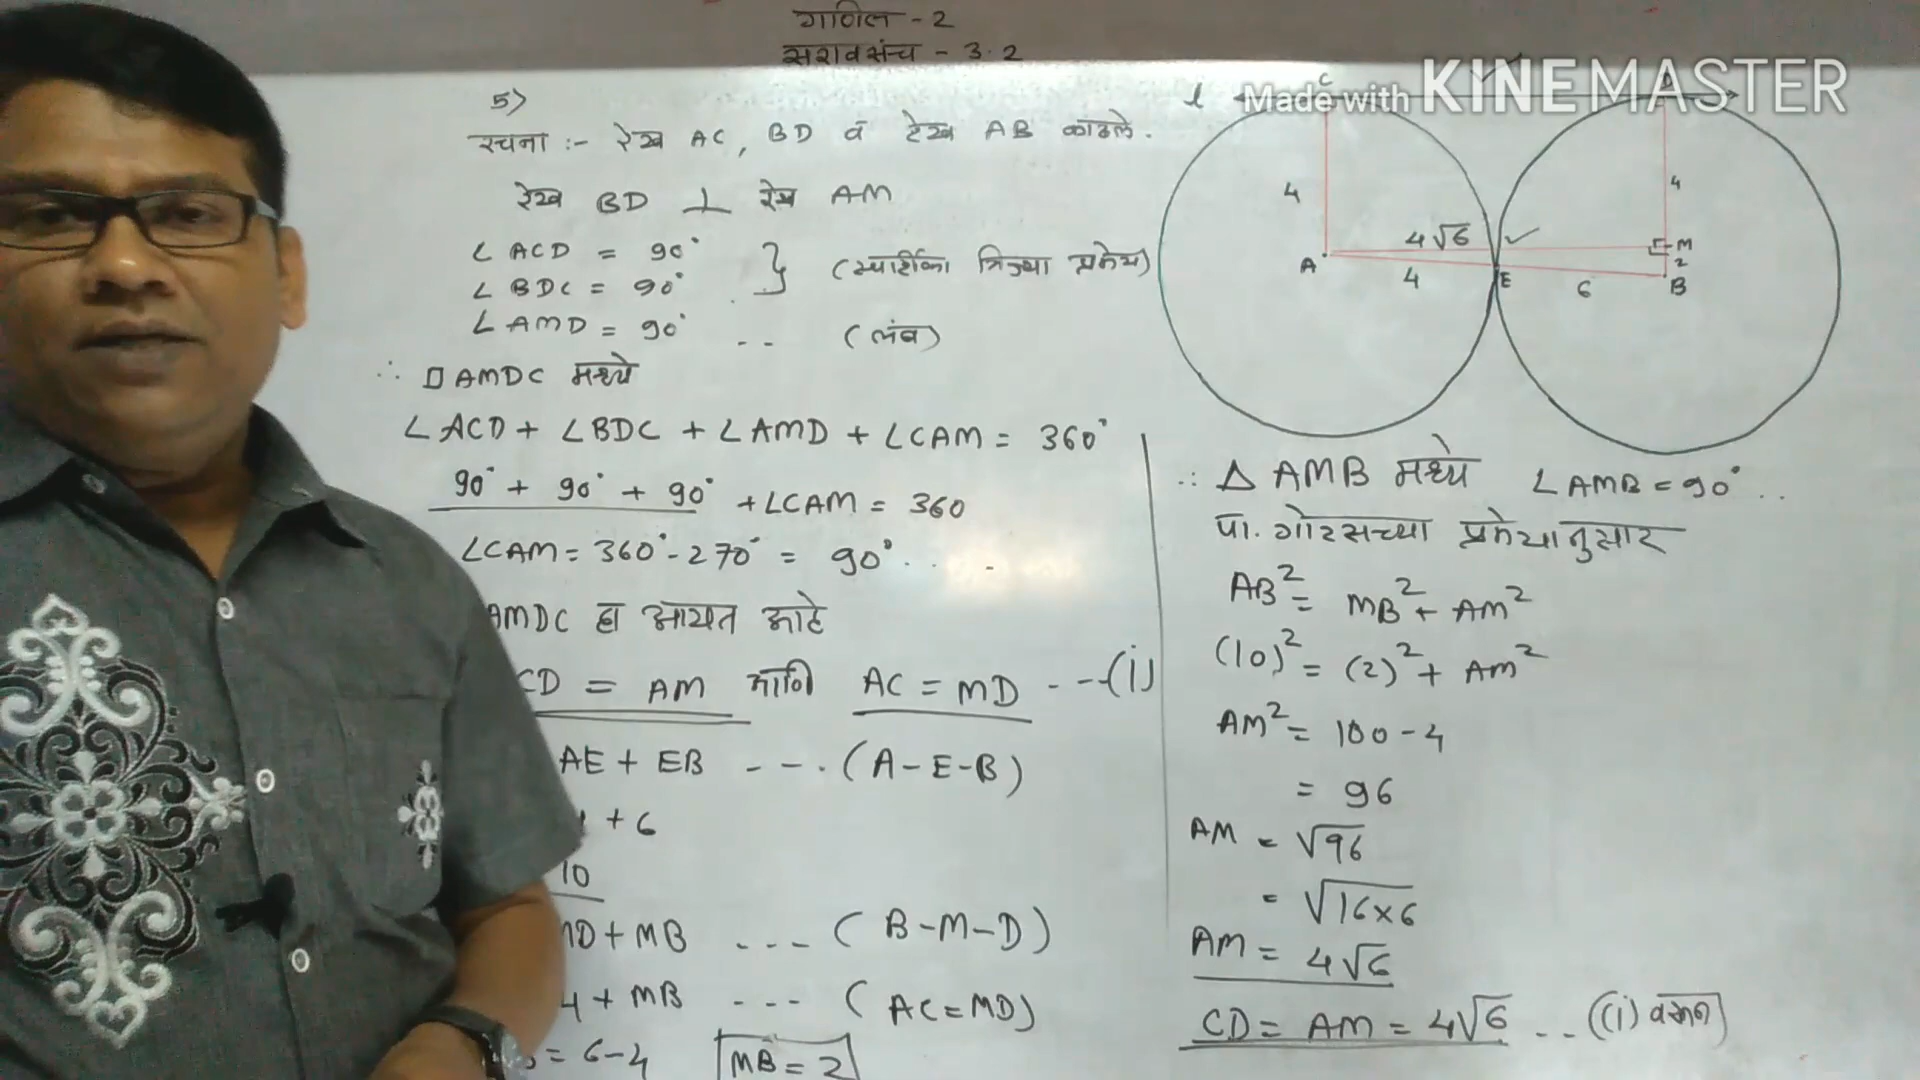 गणित - 2
सरावसंच - 3.2
5>
रचना :- रेख AC, BD व रेख AB काढले.
रेख BD ⊥ रेख AM
∠ACD = 90°
∠BDC = 90° } (स्पर्शिका त्रिज्या प्रमेय)
∠AMD = 90° -- (लंब)
∴ □AMDC मध्ये
∠ACD + ∠BDC + ∠AMD + ∠CAM = 360°
90° + 90° + 90° + ∠CAM = 360
∠CAM = 360° - 270° = 90°...
AMDC हा आयत आहे
CD = AM आणि AC = MD ---(i)
AE + EB ---. (A-E-B)
+ 6
10
MD + MB ---- (B-M-D)
4 + MB --- (AC=MD)
= 6-4 MB = 2
Made with KINEMASTER
l C D
4 4
4√6 ✓ M
2
A 4 E 6 B
∴ △AMB मध्ये ∠AMB = 90°..
पा.गोरसच्या प्रमेयानुसार
AB² = MB² + AM²
(10)² = (2)² + AM²
AM² = 100 - 4
= 96
AM = √96
= √16×6
AM = 4√6
CD = AM = 4√6 -- ((i) वरून)